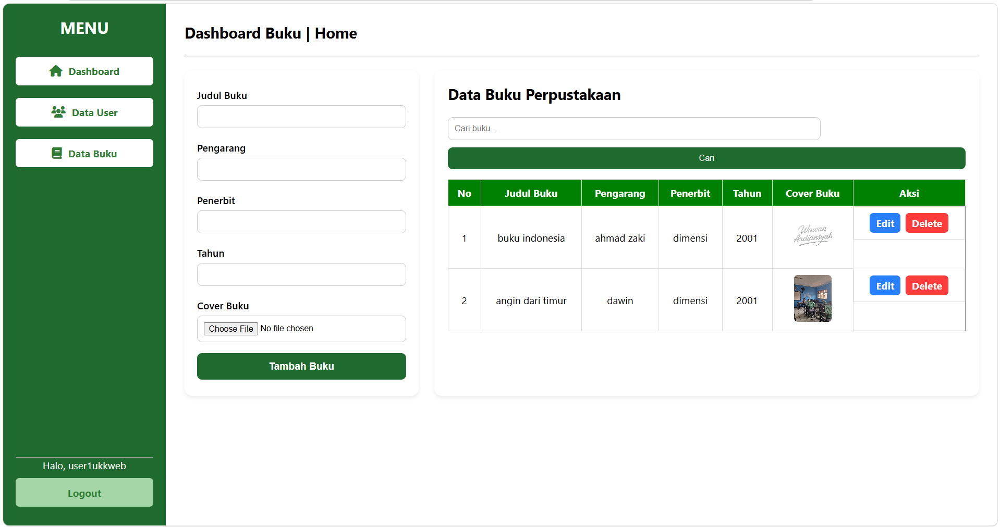 MENU
Dashboard
Data User
Data Buku
Halo, user1ukkweb
Logout
Dashboard Buku | Home
Judul Buku
Pengarang
Penerbit
Tahun
Cover Buku
Choose File No file chosen
Tambah Buku
Data Buku Perpustakaan
Cari buku...
Cari
No Judul Buku Pengarang Penerbit Tahun Cover Buku Aksi
1 buku indonesia ahmad zaki dimensi 2001 Wawan Ardiansyah Edit Delete
2 angin dari timur dawin dimensi 2001 Edit Delete